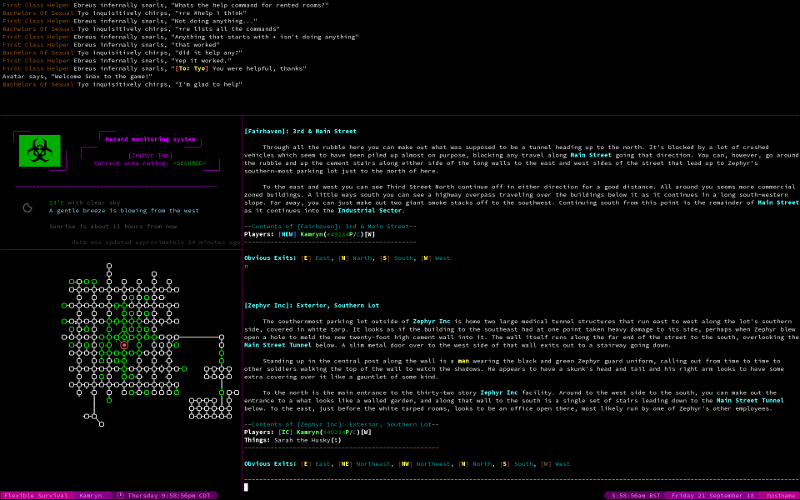 First Class Helper Ebreus infernally snarls, "Whats the help command for rented rooms?"
Bachelors Of Sexual Tyo inquisitively chirps, "+rr #help i think"
First Class Helper Ebreus infernally snarls, "Not doing anything..."
Bachelors Of Sexual Tyo inquisitively chirps, "+rr lists all the commands"
First Class Helper Ebreus infernally snarls, "Anything that starts with + isn't doing anything"
First Class Helper Ebreus infernally snarls, "that worked"
Bachelors Of Sexual Tyo inquisitively chirps, "Did it help any?"
First Class Helper Ebreus infernally snarls, "Yep it worked."
First Class Helper Ebreus infernally snarls, "[To: Tyo] You were helpful, thanks"
Avatar says, "Welcome Snax to the game!"
Bachelors Of Sexual Tyo inquisitively chirps, "I'm glad to help"
Hazard monitoring system
[Zephyr Inc]
Current area rating: <SECURED>
13°C with clear sky
A gentle breeze is blowing from the west
Sunrise is about 11 hours from now
data was updated approximately 54 minutes ago
[Fairhaven]: 3rd & Main Street
Through all the rubble here you can make out what was supposed to be a tunnel heading up to the north. It's blocked by a lot of crushed
vehicles which seem to have been piled up almost on purpose, blocking any travel along Main Street going that direction. You can, however, go around
the rubble and up the cement stairs along either side of the long walls to the east and west sides of the street that lead up to Zephyr's
southern-most parking lot just to the north of here.
To the east and west you can see Third Street North continue off in either direction for a good distance. All around you seem more commercial
zoned buildings. A little ways south you can see a highway overpass traveling over the buildings below it as it continues in a long south-western
slope. Far away, you can just make out two giant smoke stacks off to the southwest. Continuing south from this point is the remainder of Main Street
as it continues into the Industrial Sector.
--Contents of [Fairhaven]: 3rd & Main Street--
Players: [NEW] Kamryn(#49234P/C)[W]
Obvious Exits: [E] East, [N] North, [S] South, [W] West
n
[Zephyr Inc]: Exterior, Southern Lot
The southernmost parking lot outside of Zephyr Inc is home two large medical tunnel structures that run east to west along the lot's southern
side, covered in white tarp. It looks as if the building to the southeast had at one point taken heavy damage to its side, perhaps when Zephyr blew
open a hole to meld the new twenty-foot high cement wall into it. The wall itself runs along the far end of the street to the south, overlooking the
Main Street Tunnel below. A slim metal door over to the west side of that wall exits out to a stairway going down.
Standing up in the central post along the wall is a man wearing the black and green Zephyr guard uniform, calling out from time to time to
other soldiers walking the top of the wall to watch the shadows. He appears to have a skunk's head and tail and his right arm looks to have some
extra covering over it like a gauntlet of some kind.
To the north is the main entrance to the thirty-two story Zephyr Inc facility. Around to the west side to the south, you can make out the
entrance to a what looks like a walled garden, and along that wall to the south is a single set of stairs leading down to the Main Street Tunnel
below. To the east, just before the white tarped rooms, looks to be an office open there, most likely run by one of Zephyr's other employees.
--Contents of [Zephyr Inc]: Exterior, Southern Lot--
Players: [IC] Kamryn(#49234P/C)[W]
Things: Sarah the Husky(1)
Obvious Exits: [E] East, [NE] Northeast, [NW] Northwest, [N] North, [S] South, [W] West
Flexible Survival Kamryn Thursday 9:58:56pm CDT 3:58:56am BST Friday 21 September 18 hostname